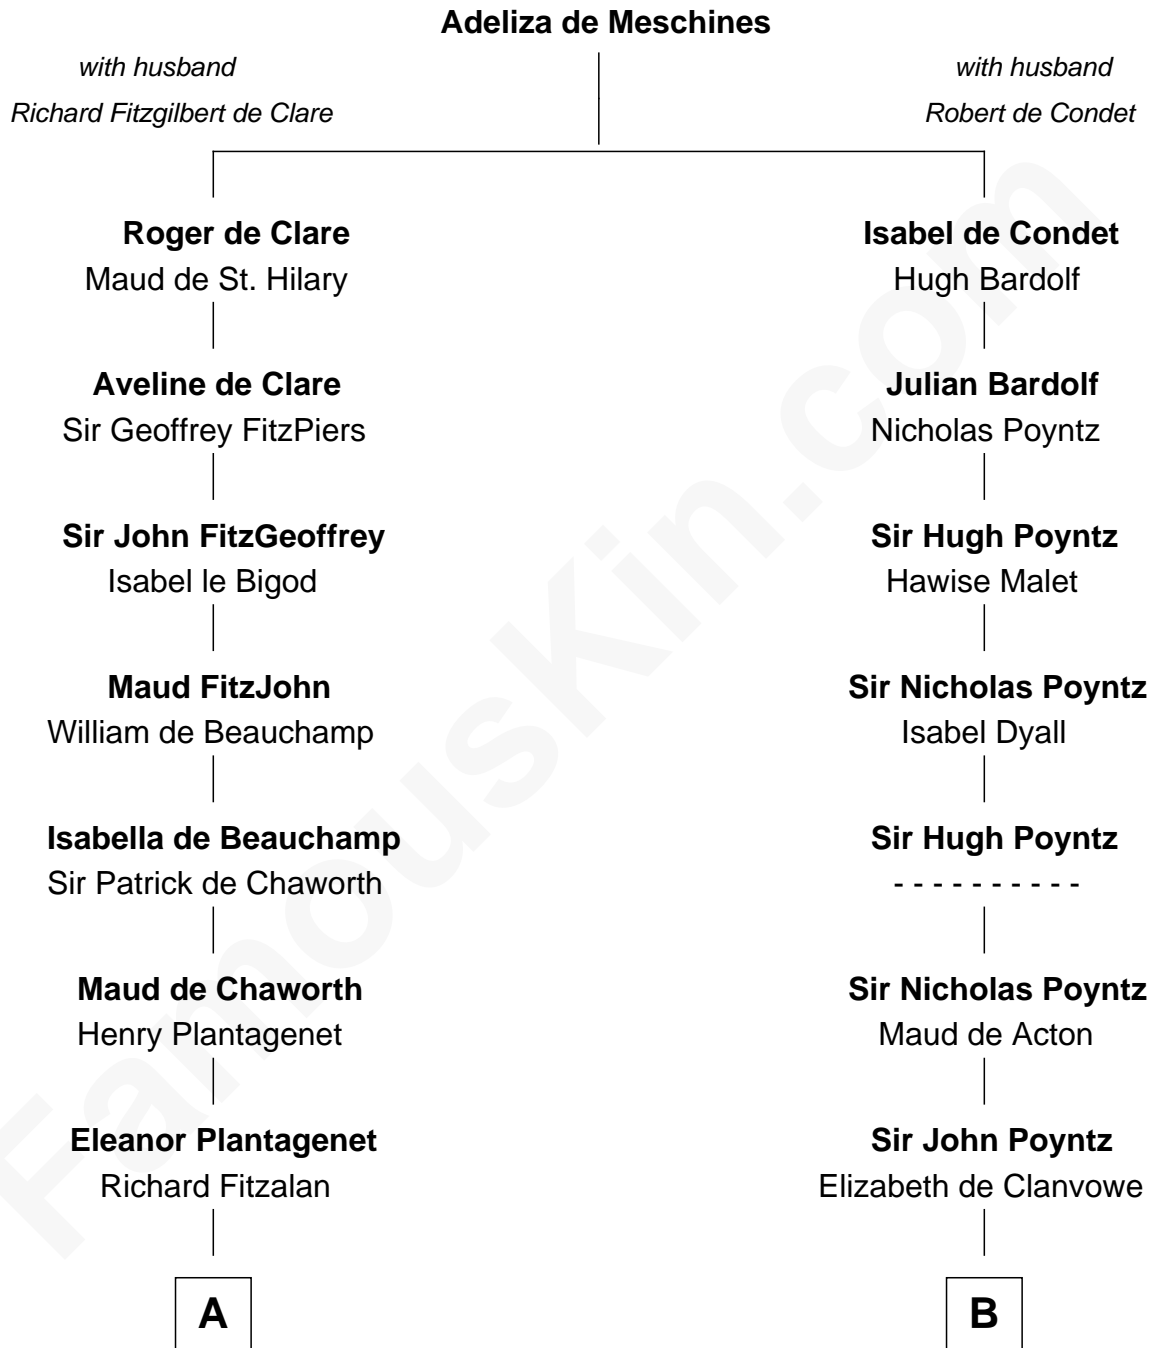 Adeliza de Meschines
with husband
Richard Fitzgilbert de Clare
with husband
Robert de Condet
Roger de Clare
Maud de St. Hilary
Isabel de Condet
Hugh Bardolf
Aveline de Clare
Sir Geoffrey FitzPiers
Julian Bardolf
Nicholas Poyntz
Sir John FitzGeoffrey
Isabel le Bigod
Sir Hugh Poyntz
Hawise Malet
Maud FitzJohn
William de Beauchamp
Sir Nicholas Poyntz
Isabel Dyall
Isabella de Beauchamp
Sir Patrick de Chaworth
Sir Hugh Poyntz
- - - - - - - - - -
Maud de Chaworth
Henry Plantagenet
Sir Nicholas Poyntz
Maud de Acton
Eleanor Plantagenet
Richard Fitzalan
Sir John Poyntz
Elizabeth de Clanvowe
A
B
FamousKin.com